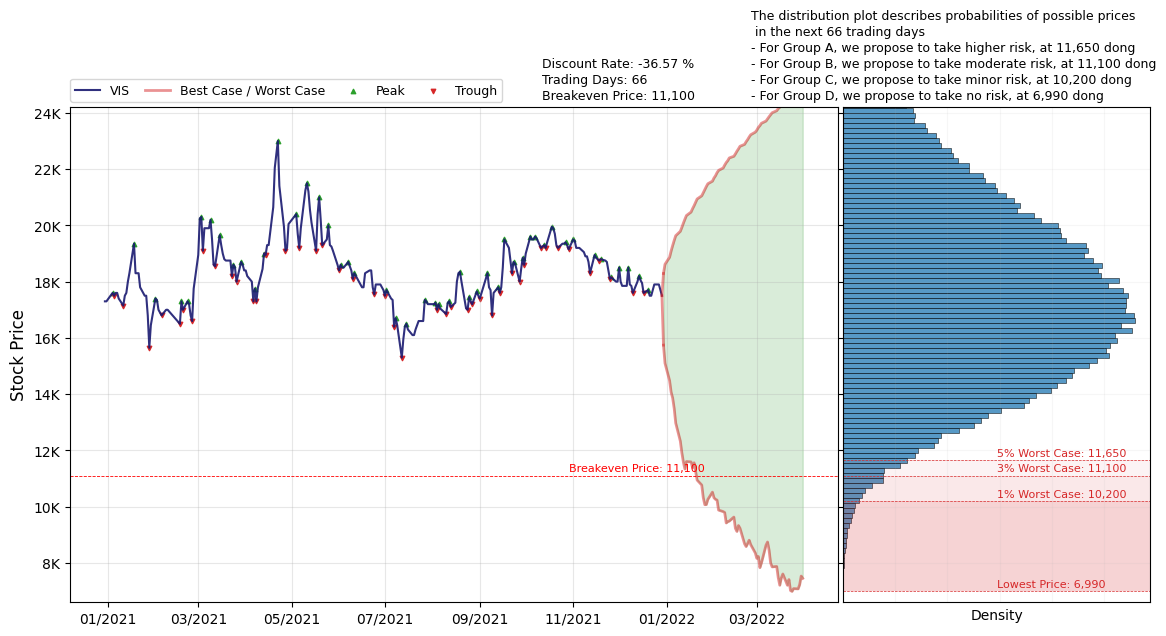 The distribution plot describes probabilities of possible prices
in the next 66 trading days
- For Group A, we propose to take higher risk, at 11,650 dong
- For Group B, we propose to take moderate risk, at 11,100 dong
- For Group C, we propose to take minor risk, at 10,200 dong
- For Group D, we propose to take no risk, at 6,990 dong
Discount Rate: -36.57 %
Trading Days: 66
Breakeven Price: 11,100
VIS
Best Case / Worst Case
Peak
Trough
Stock Price
24K
22K
20K
18K
16K
14K
12K
10K
8K
Breakeven Price: 11,100
5% Worst Case: 11,650
3% Worst Case: 11,100
1% Worst Case: 10,200
Lowest Price: 6,990
01/2021
03/2021
05/2021
07/2021
09/2021
11/2021
01/2022
03/2022
Density